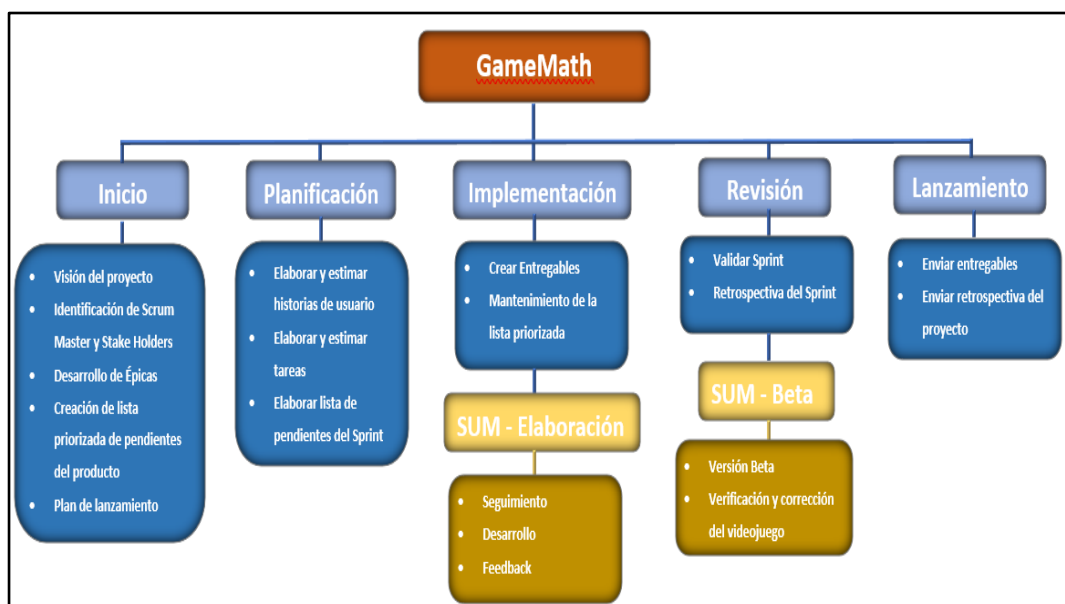 GameMath
Inicio
Planificación
Implementación
Revisión
Lanzamiento
• Visión del proyecto
• Identificación de Scrum
Master y Stake Holders
• Desarrollo de Épicas
• Creación de lista
priorizada de pendientes
del producto
• Plan de lanzamiento
• Elaborar y estimar
historias de usuario
• Elaborar y estimar
tareas
• Elaborar lista de
pendientes del Sprint
• Crear Entregables
• Mantenimiento de la
lista priorizada
SUM - Elaboración
• Seguimiento
• Desarrollo
• Feedback
• Validar Sprint
• Retrospectiva del Sprint
SUM - Beta
• Versión Beta
• Verificación y corrección
del videojuego
• Enviar entregables
• Enviar retrospectiva del
proyecto